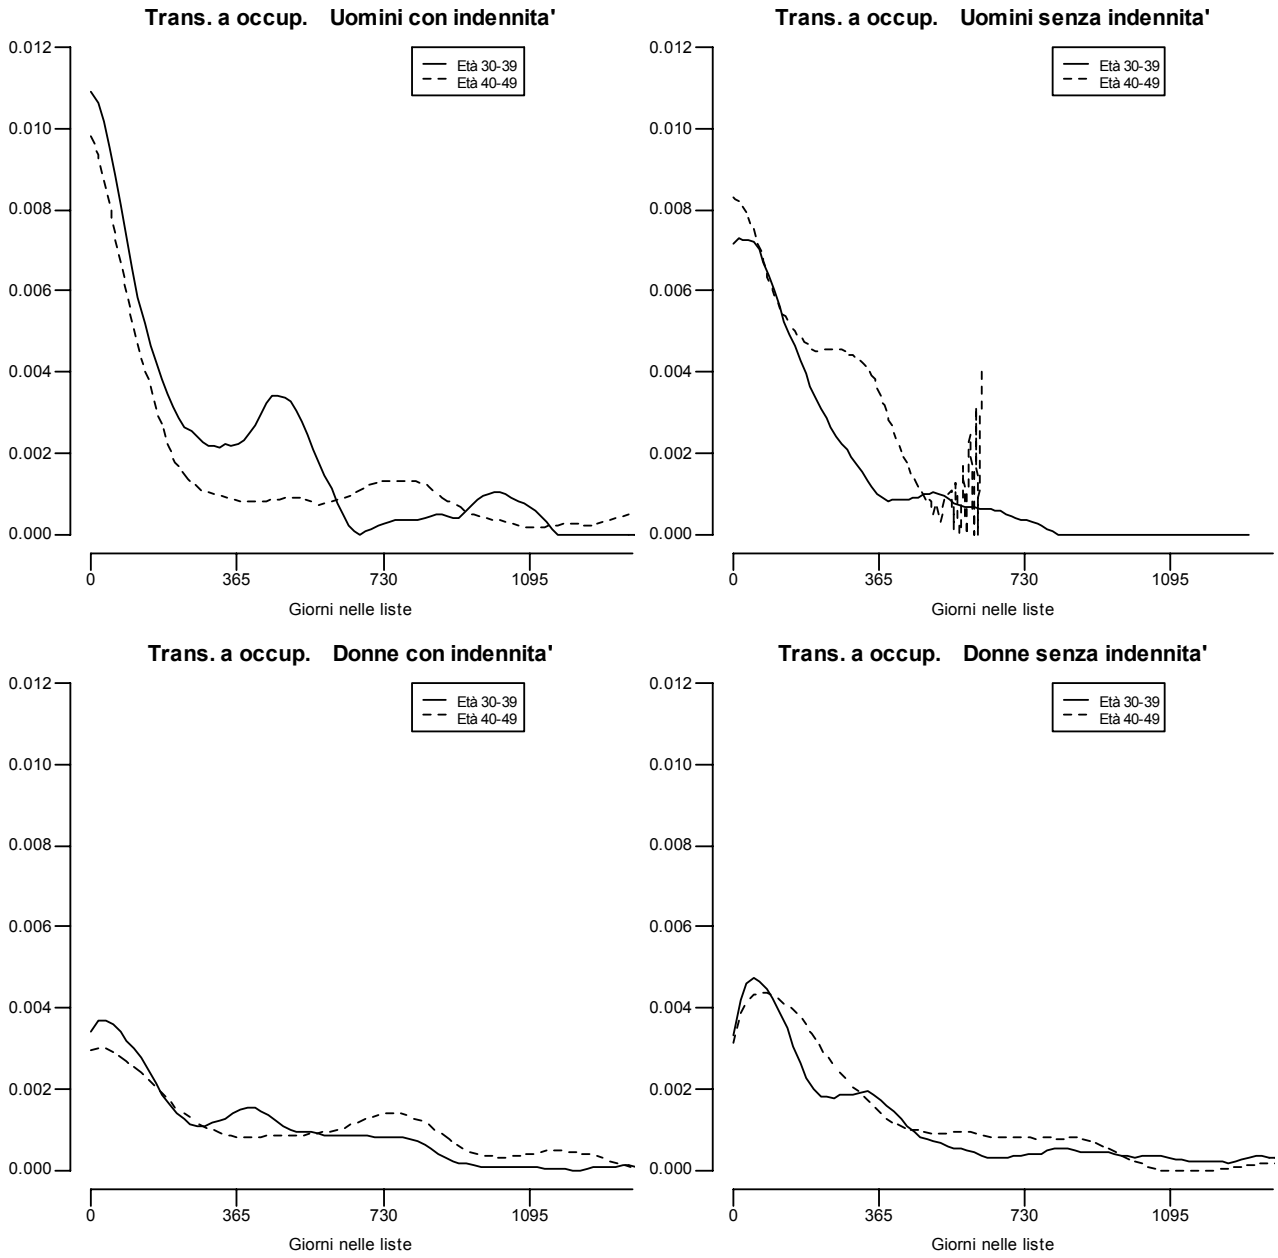 Trans. a occup. Uomini con indennita'
0.012
0.010
0.008
0.006
0.004
0.002
0.000
Età 30-39
Età 40-49
0 365 730 1095
Giorni nelle liste
Trans. a occup. Uomini senza indennita'
0.012
0.010
0.008
0.006
0.004
0.002
0.000
Età 30-39
Età 40-49
0 365 730 1095
Giorni nelle liste
Trans. a occup. Donne con indennita'
0.012
0.010
0.008
0.006
0.004
0.002
0.000
Età 30-39
Età 40-49
0 365 730 1095
Giorni nelle liste
Trans. a occup. Donne senza indennita'
0.012
0.010
0.008
0.006
0.004
0.002
0.000
Età 30-39
Età 40-49
0 365 730 1095
Giorni nelle liste